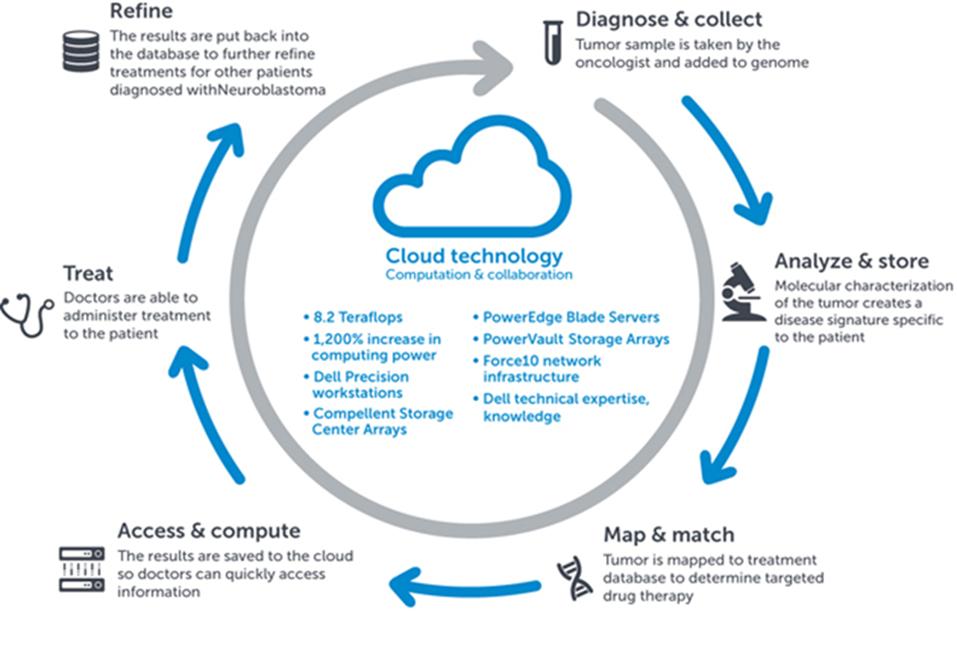 Refine
The results are put back into
the database to further refine
treatments for other patients
diagnosed withNeuroblastoma
Diagnose & collect
Tumor sample is taken by the
oncologist and added to genome
Analyze & store
Molecular characterization
of the tumor creates a
disease signature specific
to the patient
Map & match
Tumor is mapped to treatment
database to determine targeted
drug therapy
Access & compute
The results are saved to the cloud
so doctors can quickly access
information
Treat
Doctors are able to
administer treatment
to the patient
Cloud technology
Computation & collaboration
• 8.2 Teraflops
• 1,200% increase in
computing power
• Dell Precision
workstations
• Compellent Storage
Center Arrays
• PowerEdge Blade Servers
• PowerVault Storage Arrays
• Force10 network
infrastructure
• Dell technical expertise,
knowledge